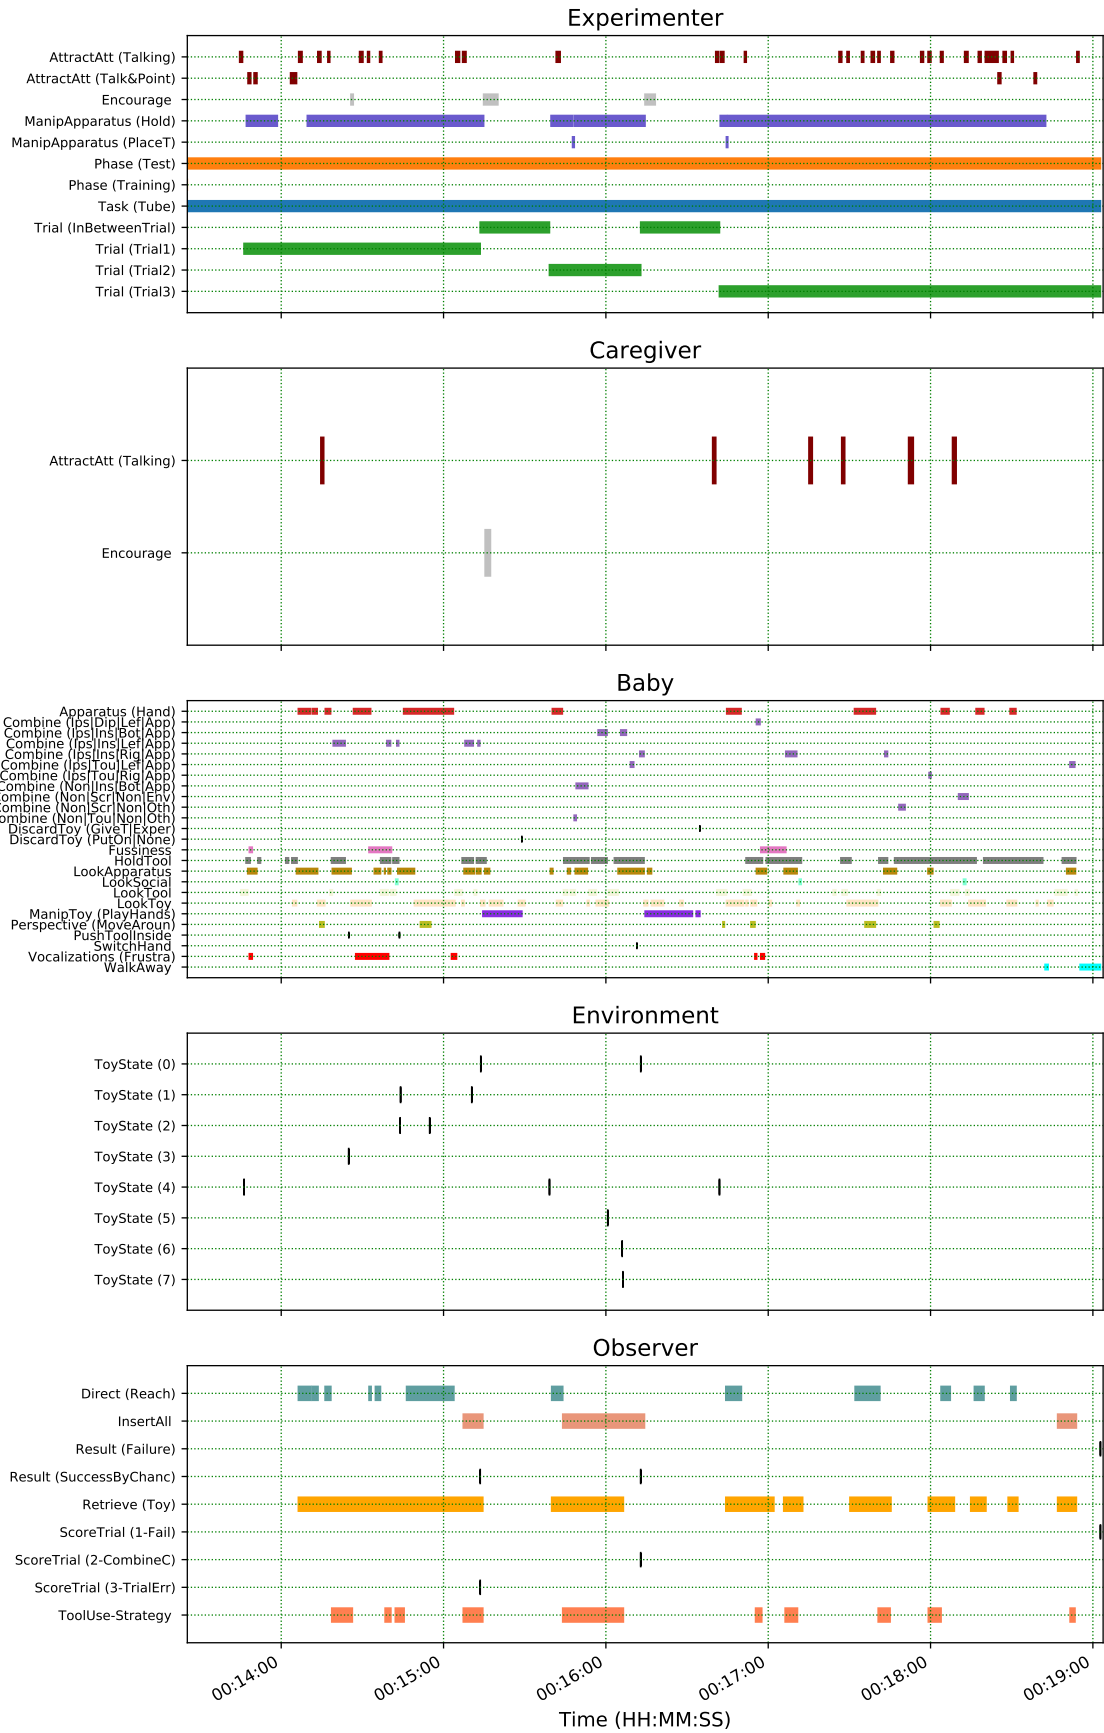 Experimenter
AttractAtt (Talking)
AttractAtt (Talk&Point)
Encourage
ManipApparatus (Hold)
ManipApparatus (PlaceT)
Phase (Test)
Phase (Training)
Task (Tube)
Trial (InBetweenTrial)
Trial (Trial1)
Trial (Trial2)
Trial (Trial3)
Caregiver
AttractAtt (Talking)
Encourage
Baby
Apparatus (Hand)
Combine (Ips|Dip|Lef|App)
Combine (Ips|Ins|Bot|App)
Combine (Ips|Ins|Lef|App)
Combine (Ips|Ins|Rig|App)
Combine (Ips|Tou|Lef|App)
Combine (Ips|Tou|Rig|App)
Combine (Non|Ins|Bot|App)
ombine (Non|Scr|Non|Env)
ombine (Non|Scr|Non|Oth)
ombine (Non|Tou|Non|Oth)
DiscardToy (GiveT|Exper)
DiscardToy (PutOn|None)
Fussiness
HoldTool
LookApparatus
LookSocial
LookTool
LookToy
ManipToy (PlayHands)
Perspective (MoveAroun)
PushToolInside
SwitchHand
Vocalizations (Frustra)
WalkAway
Environment
ToyState (0)
ToyState (1)
ToyState (2)
ToyState (3)
ToyState (4)
ToyState (5)
ToyState (6)
ToyState (7)
Observer
Direct (Reach)
InsertAll
Result (Failure)
Result (SuccessByChanc)
Retrieve (Toy)
ScoreTrial (1-Fail)
ScoreTrial (2-CombineC)
ScoreTrial (3-TrialErr)
ToolUse-Strategy
00:14:00 00:15:00 00:16:00 00:17:00 00:18:00 00:19:00
Time (HH:MM:SS)